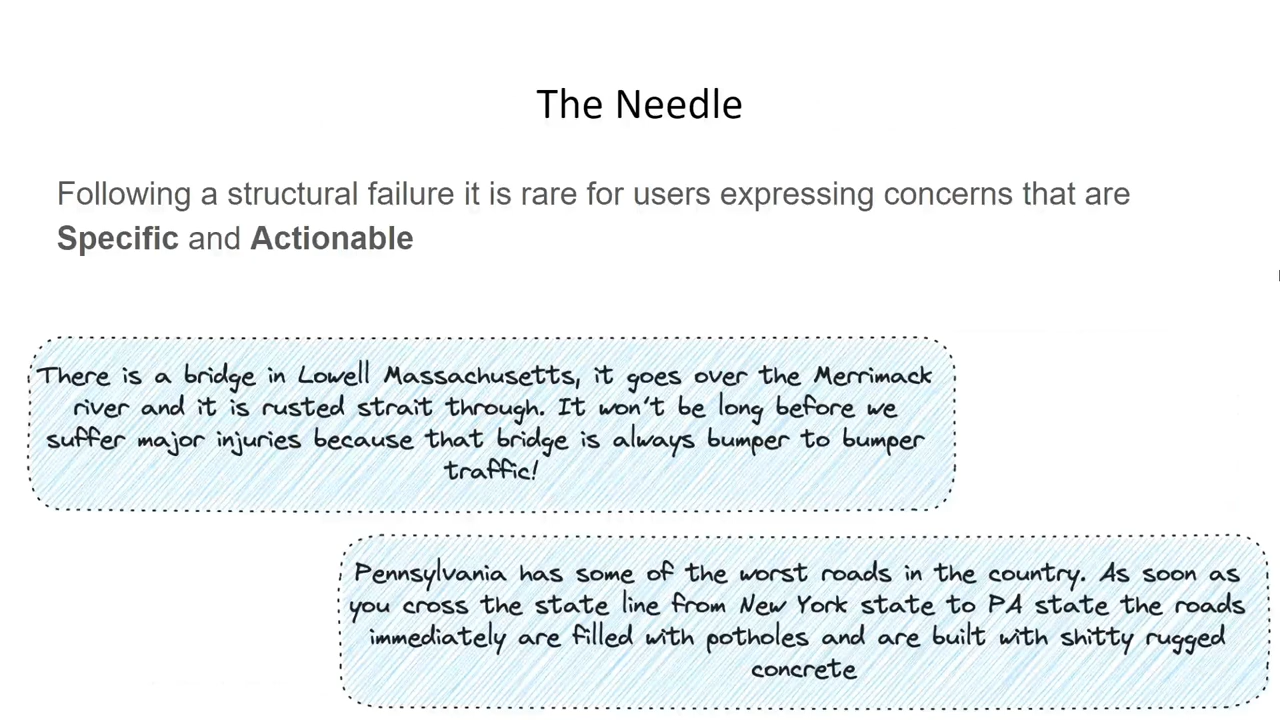 The Needle
Following a structural failure it is rare for users expressing concerns that are
Specific and Actionable
There is a bridge in Lowell Massachusetts, it goes over the Merrimack
river and it is rusted strait through. It won't be long before we
suffer major injuries because that bridge is always bumper to bumper
traffic!
Pennsylvania has some of the worst roads in the country. As soon as
you cross the state line from New York state to PA state the roads
immediately are filled with potholes and are built with shitty rugged
concrete